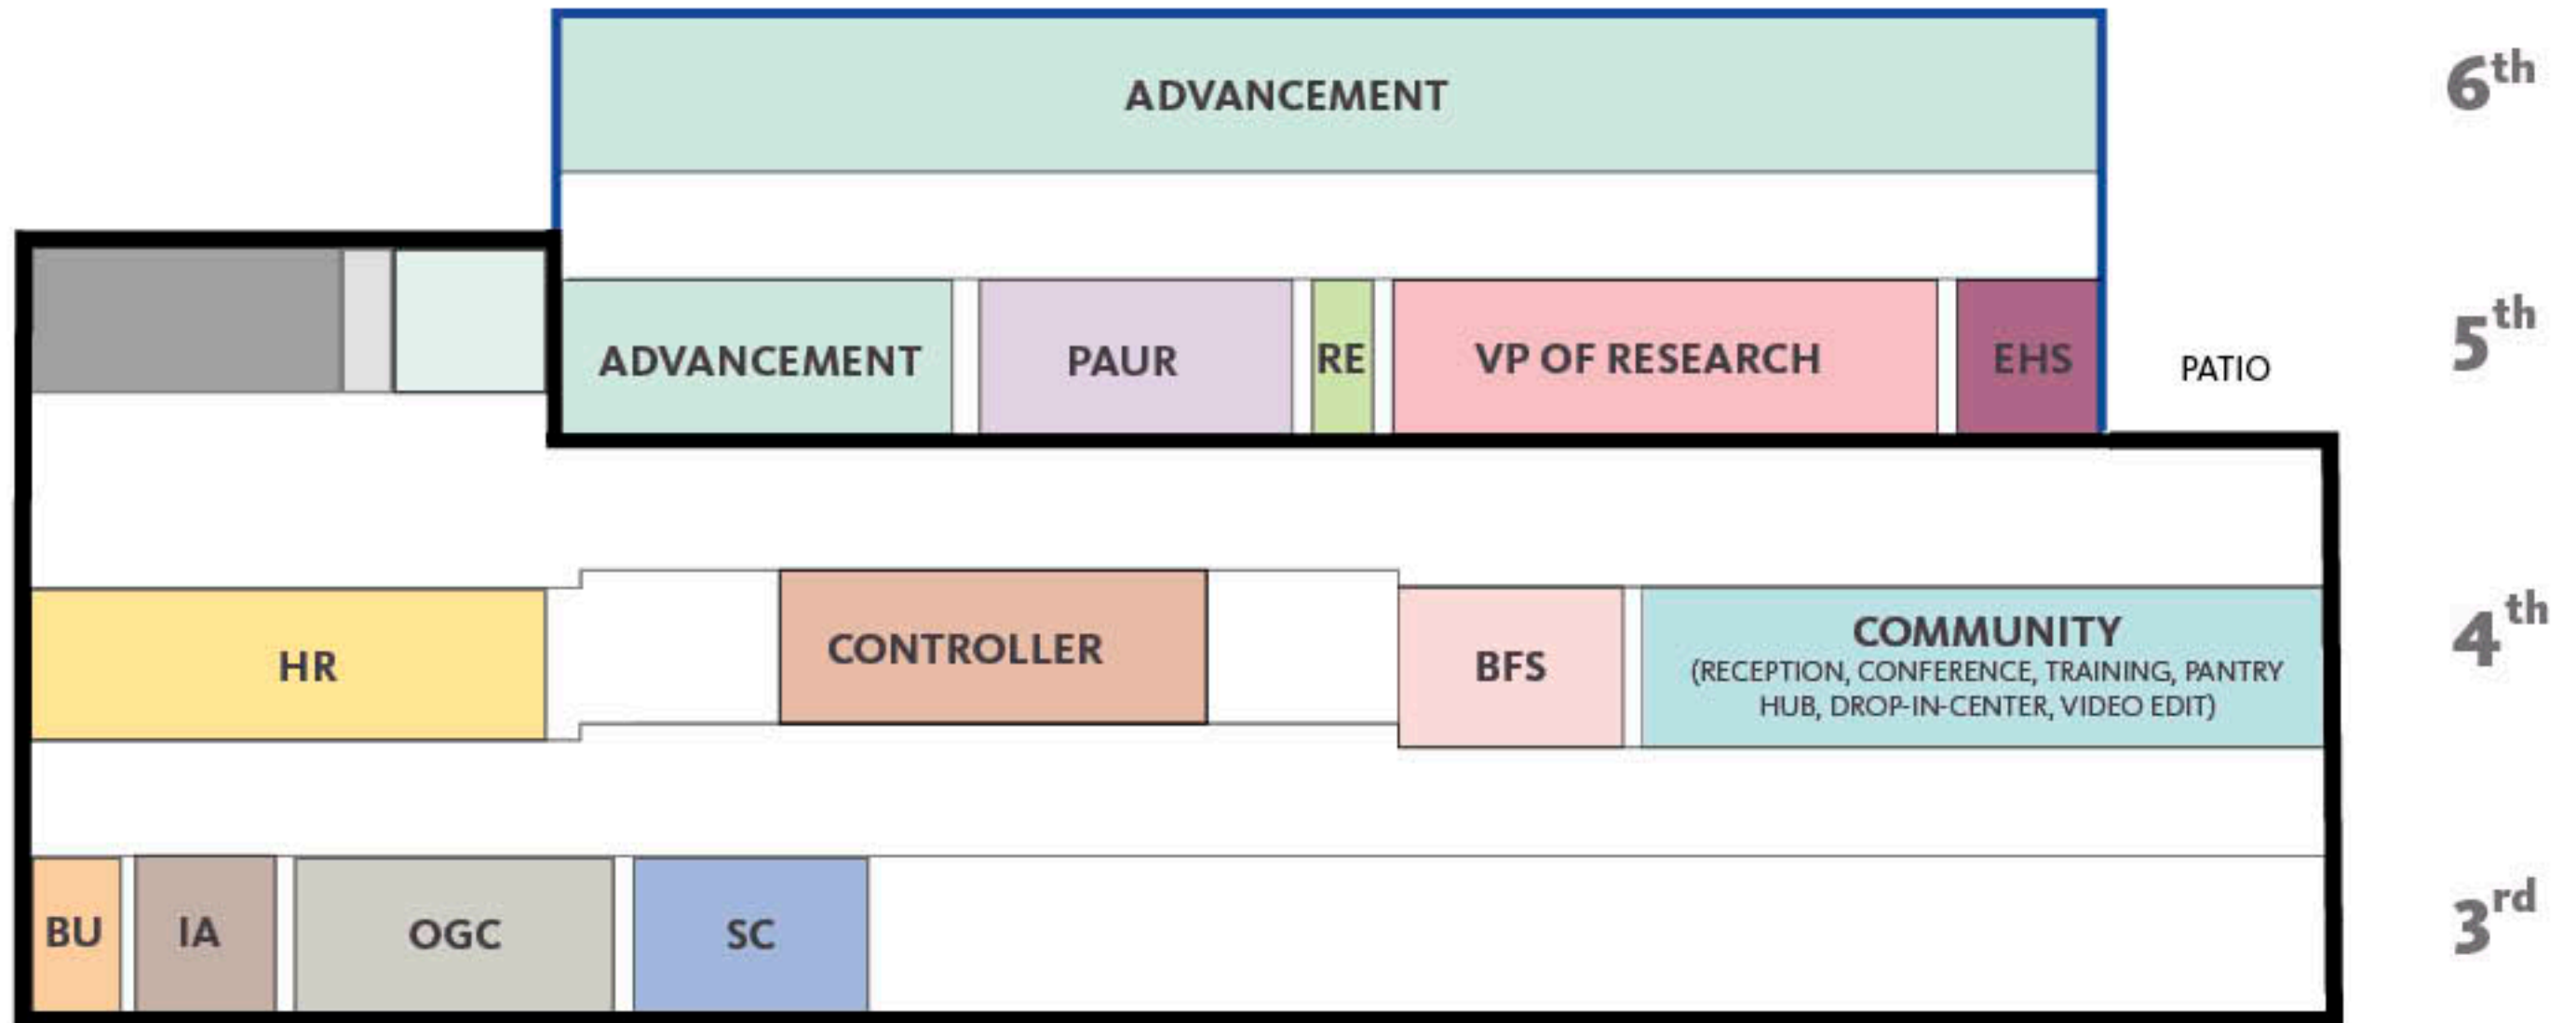 ADVANCEMENT
6th
ADVANCEMENT
PAUR
RE
VP OF RESEARCH
EHS
PATIO
5th
HR
CONTROLLER
BFS
COMMUNITY
(RECEPTION, CONFERENCE, TRAINING, PANTRY
HUB, DROP-IN-CENTER, VIDEO EDIT)
4th
BU
IA
OGC
SC
3rd